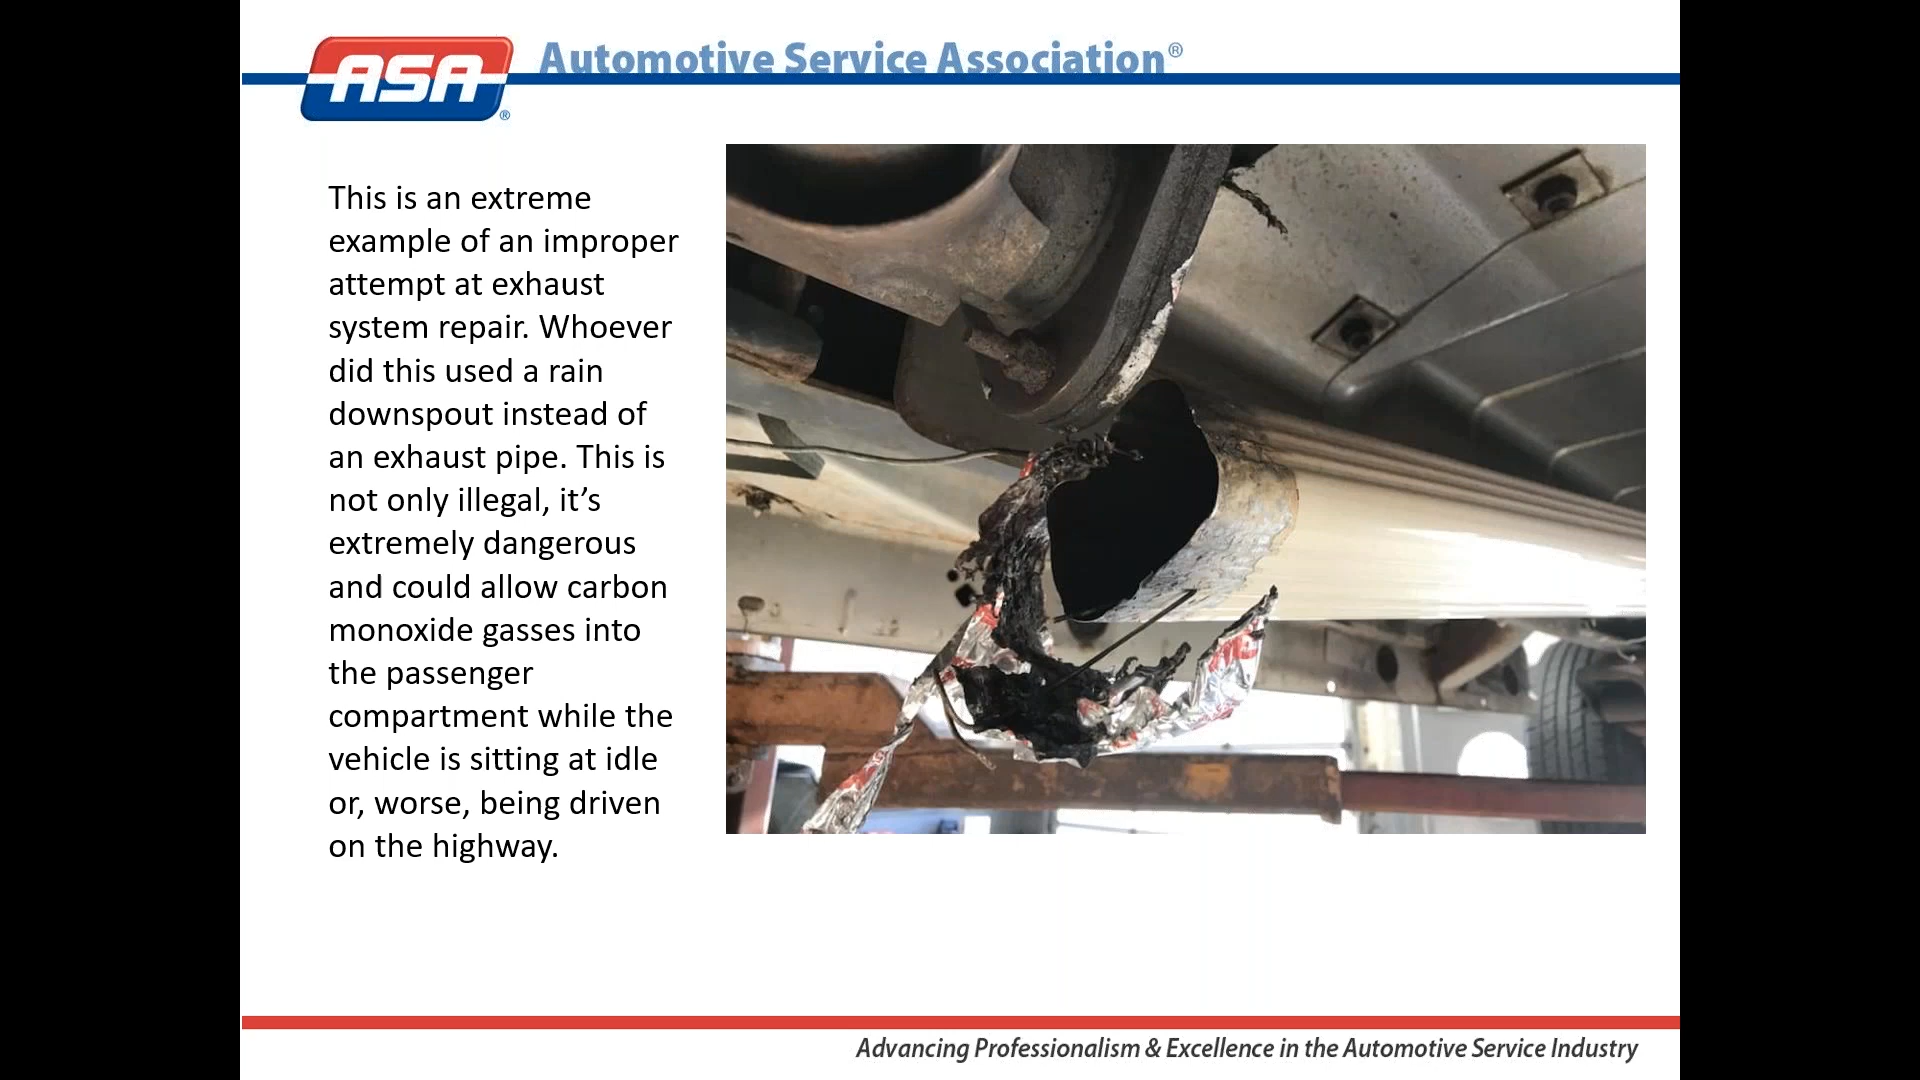 ASA
®
Automotive Service Association®
This is an extreme
example of an improper
attempt at exhaust
system repair. Whoever
did this used a rain
downspout instead of
an exhaust pipe. This is
not only illegal, it’s
extremely dangerous
and could allow carbon
monoxide gasses into
the passenger
compartment while the
vehicle is sitting at idle
or, worse, being driven
on the highway.
Advancing Professionalism & Excellence in the Automotive Service Industry